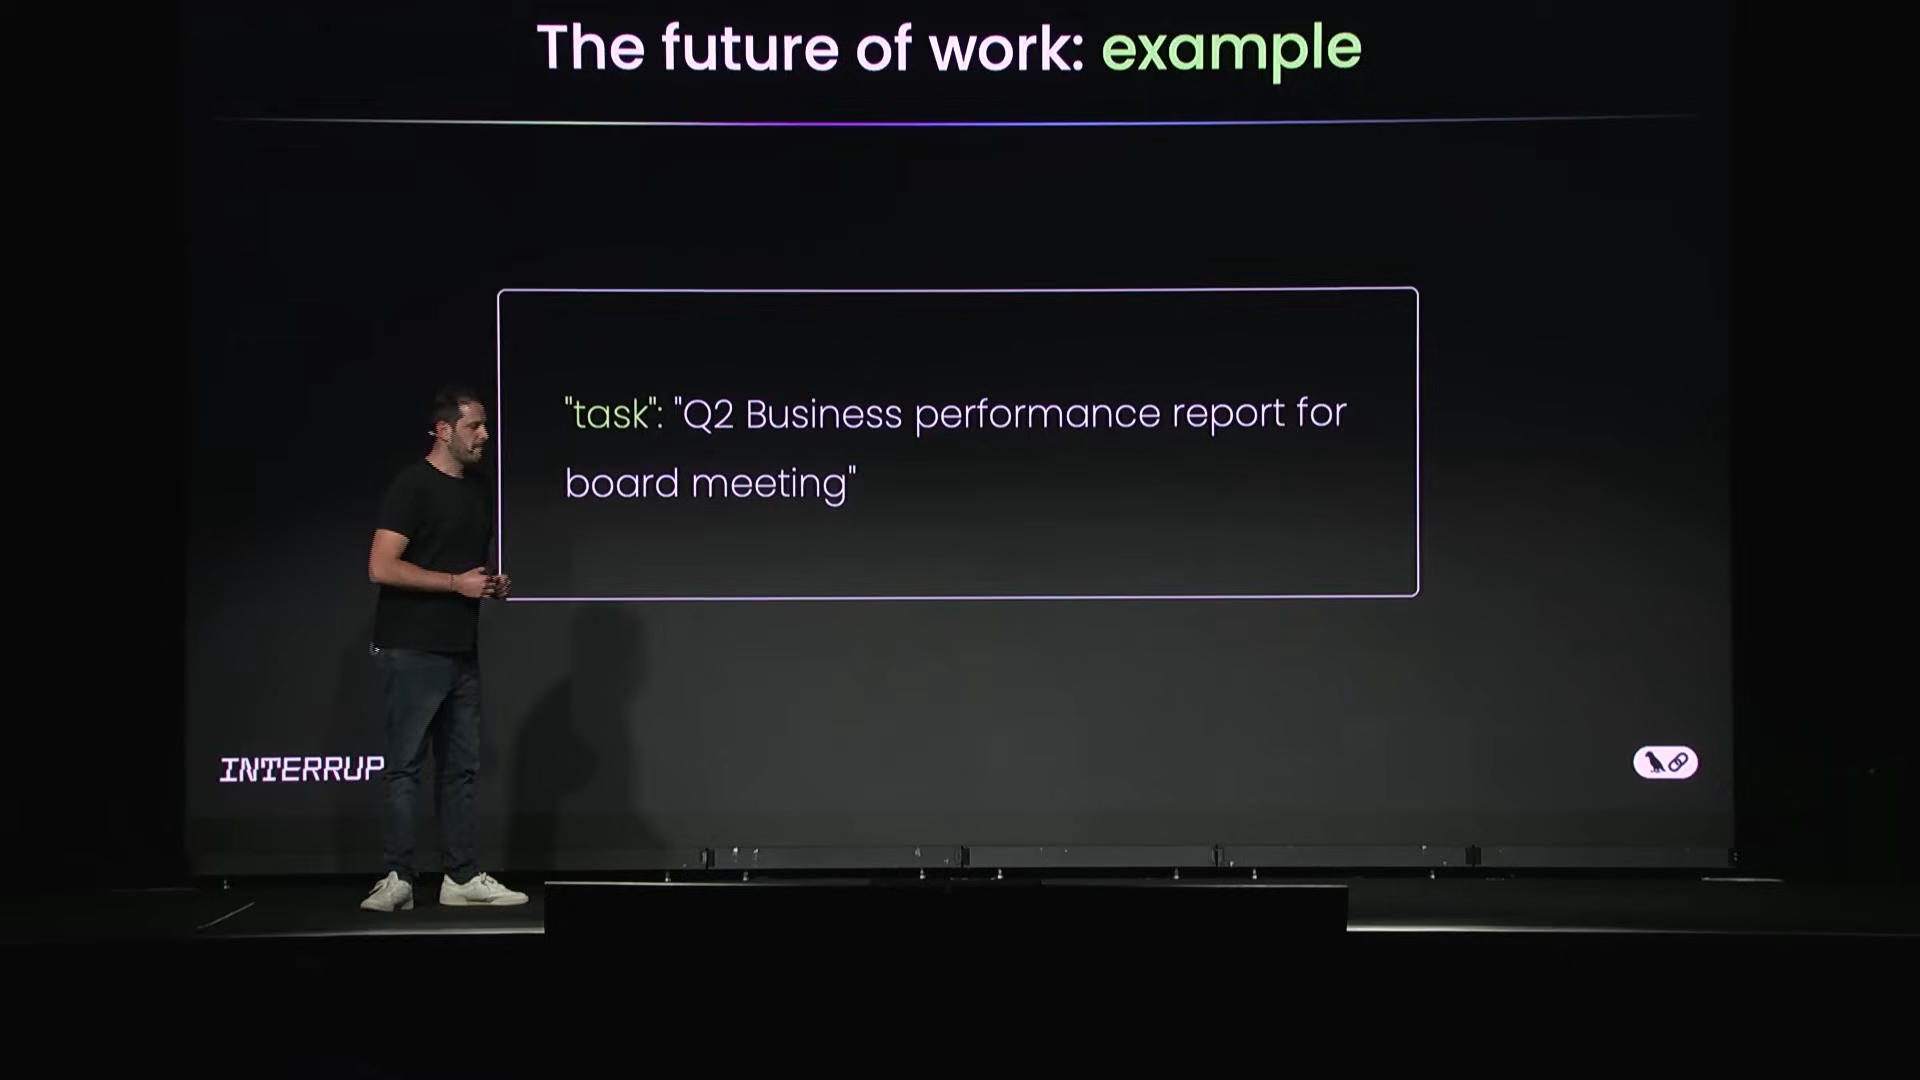 The future of work: example
"task": "Q2 Business performance report for
board meeting"
INTERRUP